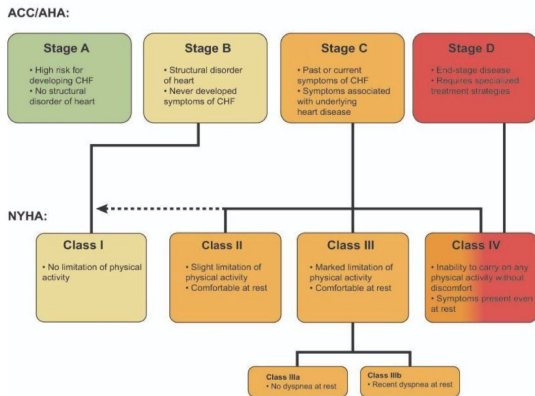 ACC/AHA:
Stage A
• High risk for
developing CHF
• No structural
disorder of heart
Stage B
• Structural disorder
of heart
• Never developed
symptoms of CHF
Stage C
• Past or current
symptoms of CHF
• Symptoms associated
with underlying
heart disease
Stage D
• End-stage disease
• Requires specialized
treatment strategies
NYHA:
Class I
• No limitation of physical
activity
Class II
• Slight limitation of
physical activity
• Comfortable at rest
Class III
• Marked limitation of
physical activity
• Comfortable at rest
Class IV
• Inability to carry on any
physical activity without
discomfort
• Symptoms present even
at rest
Class IIIa
• No dyspnea at rest
Class IIIb
• Recent dyspnea at rest